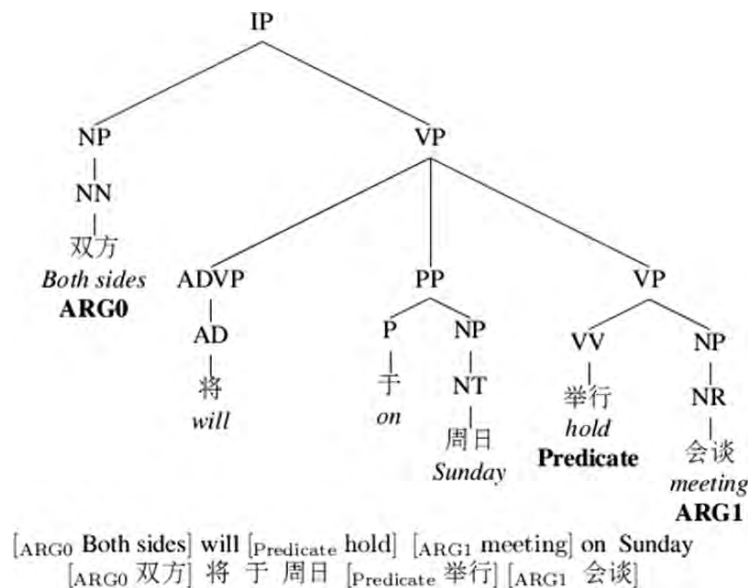 IP
NP VP
NN
双方
Both sides ADVP PP VP
ARG0
AD P NP VV NP
将 于 NT 举行 NR
will on 周日 hold 会谈
Sunday Predicate meeting
ARG1
[ARG0 Both sides] will [Predicate hold] [ARG1 meeting] on Sunday
[ARG0 双方] 将 于 周日 [Predicate 举行] [ARG1 会谈]